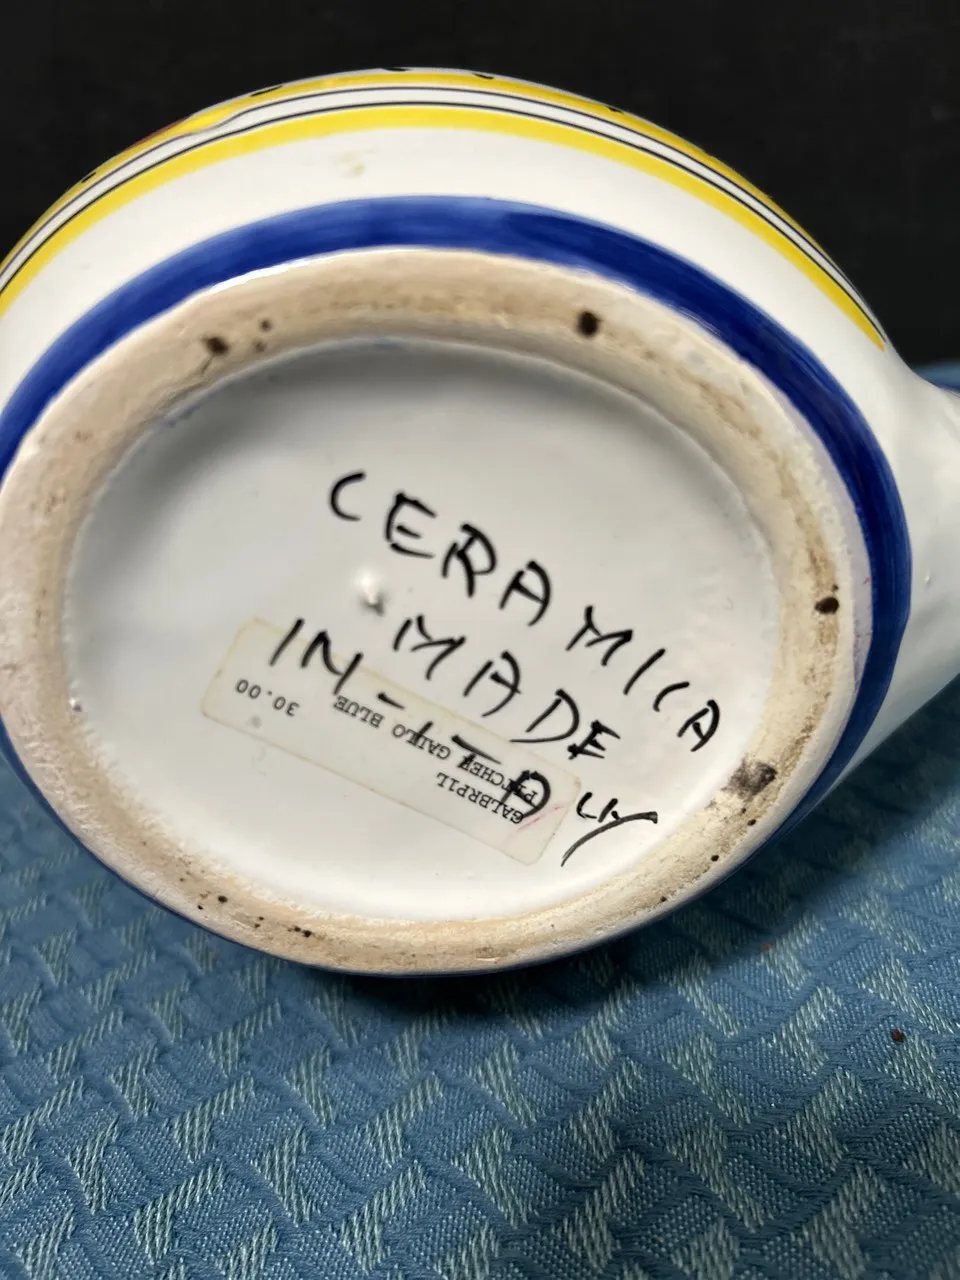 CERAMICA
MADE
IN-ITALY
GALBRP1L
PITCHER GALLO BLUE
30.00